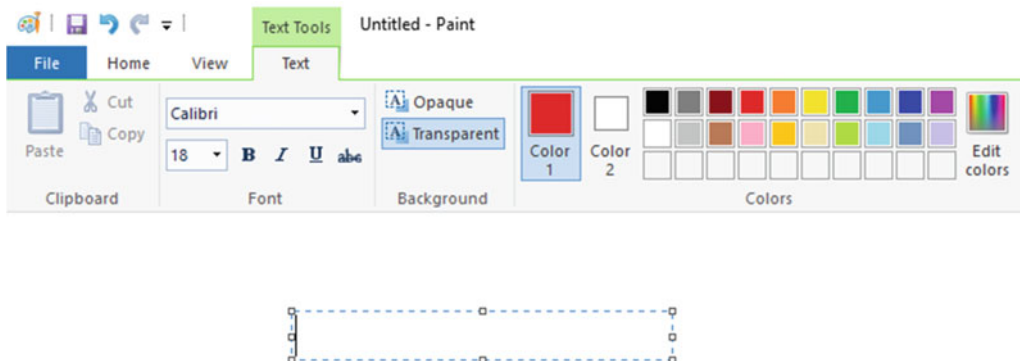 Text Tools Untitled - Paint
File Home View Text
Paste
Cut
Copy
Clipboard
Calibri
18 B I U abc
Font
Opaque
Transparent
Background
Color 1
Color 2
Edit colors
Colors